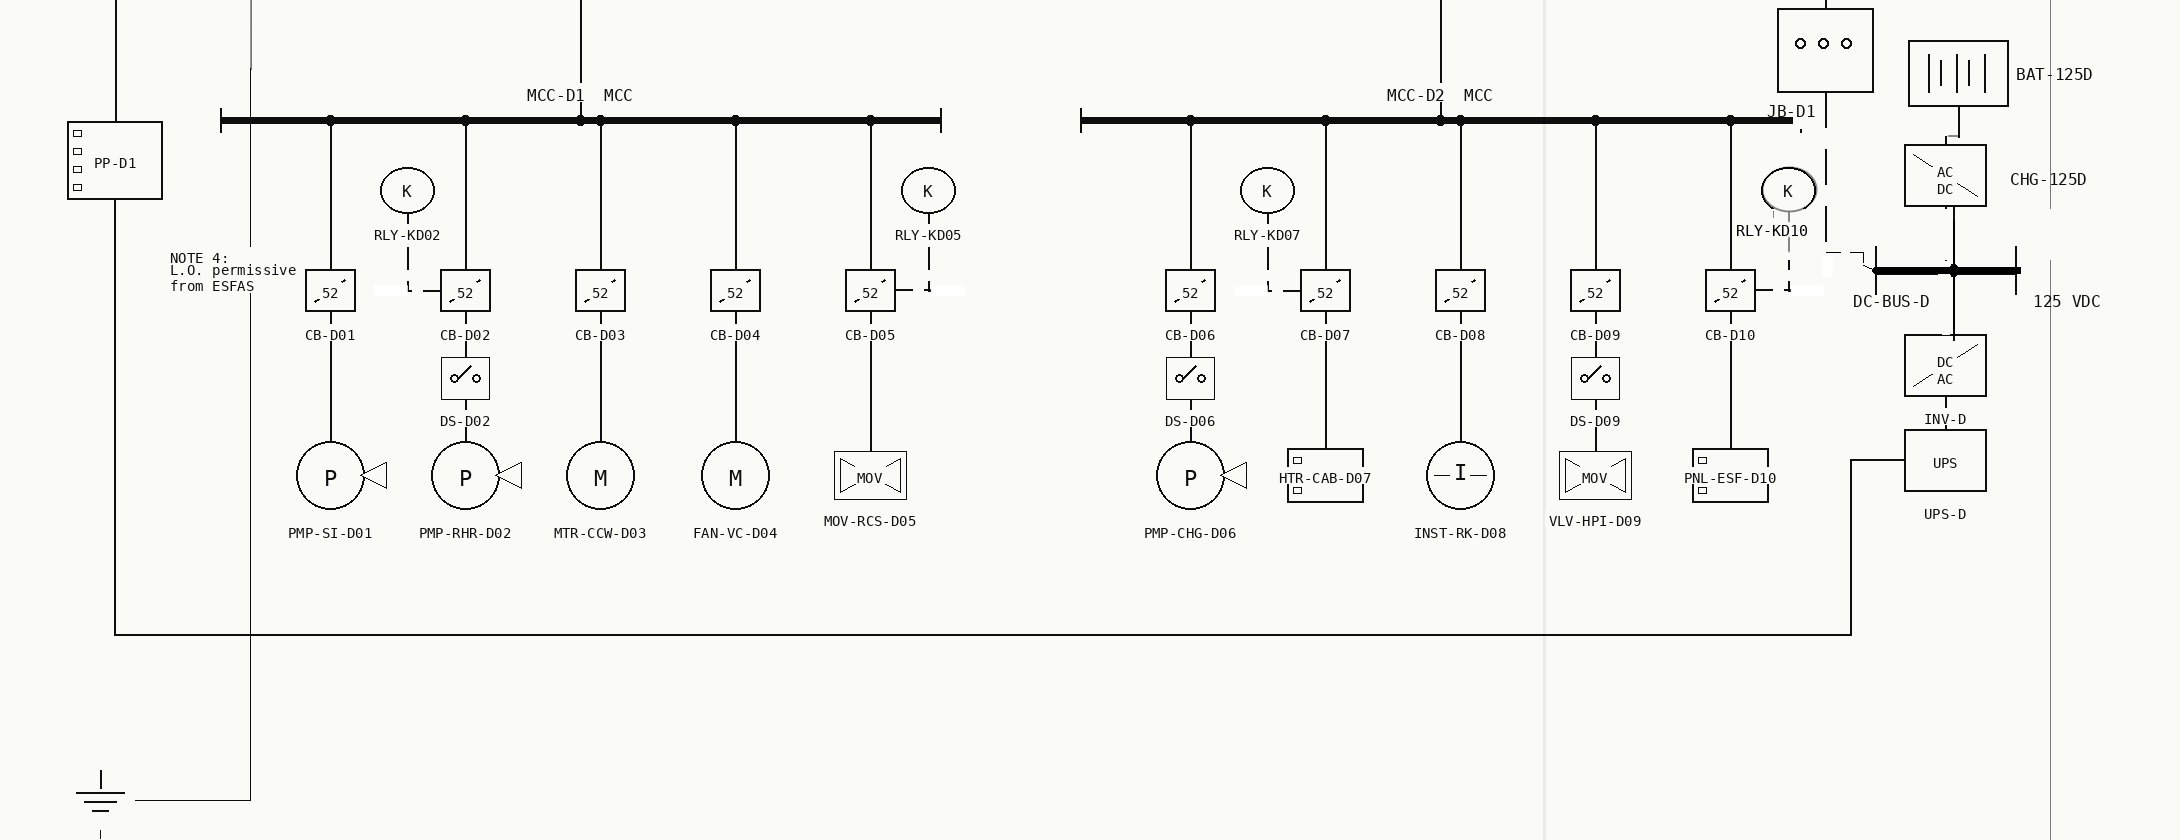 MCC-D1 MCC
MCC-D2 MCC
JB-D1
BAT-125D
PP-D1
K
K
K
K
AC
DC
CHG-125D
RLY-KD02
RLY-KD05
RLY-KD07
RLY-KD10
NOTE 4:
L.O. permissive
from ESFAS
52
52
52
52
52
52
52
52
52
52
DC-BUS-D
125 VDC
CB-D01
CB-D02
CB-D03
CB-D04
CB-D05
CB-D06
CB-D07
CB-D08
CB-D09
CB-D10
DC
AC
INV-D
DS-D02
DS-D06
DS-D09
P
P
M
M
MOV
P
HTR-CAB-D07
I
MOV
PNL-ESF-D10
UPS
UPS-D
PMP-SI-D01
PMP-RHR-D02
MTR-CCW-D03
FAN-VC-D04
MOV-RCS-D05
PMP-CHG-D06
INST-RK-D08
VLV-HPI-D09